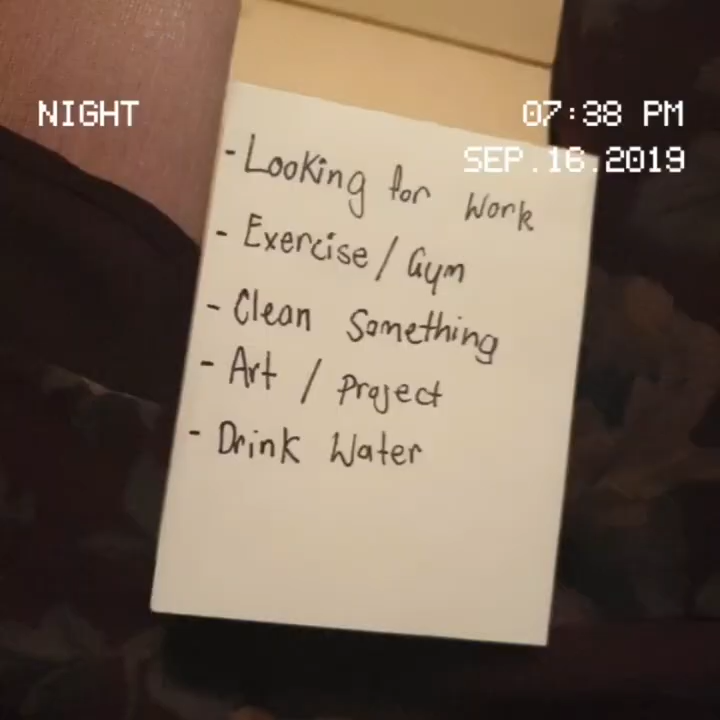 NIGHT
07:38 PM
SEP.16.2019
- Looking for Work
- Exercise / Gym
- Clean Something
- Art / Project
- Drink Water